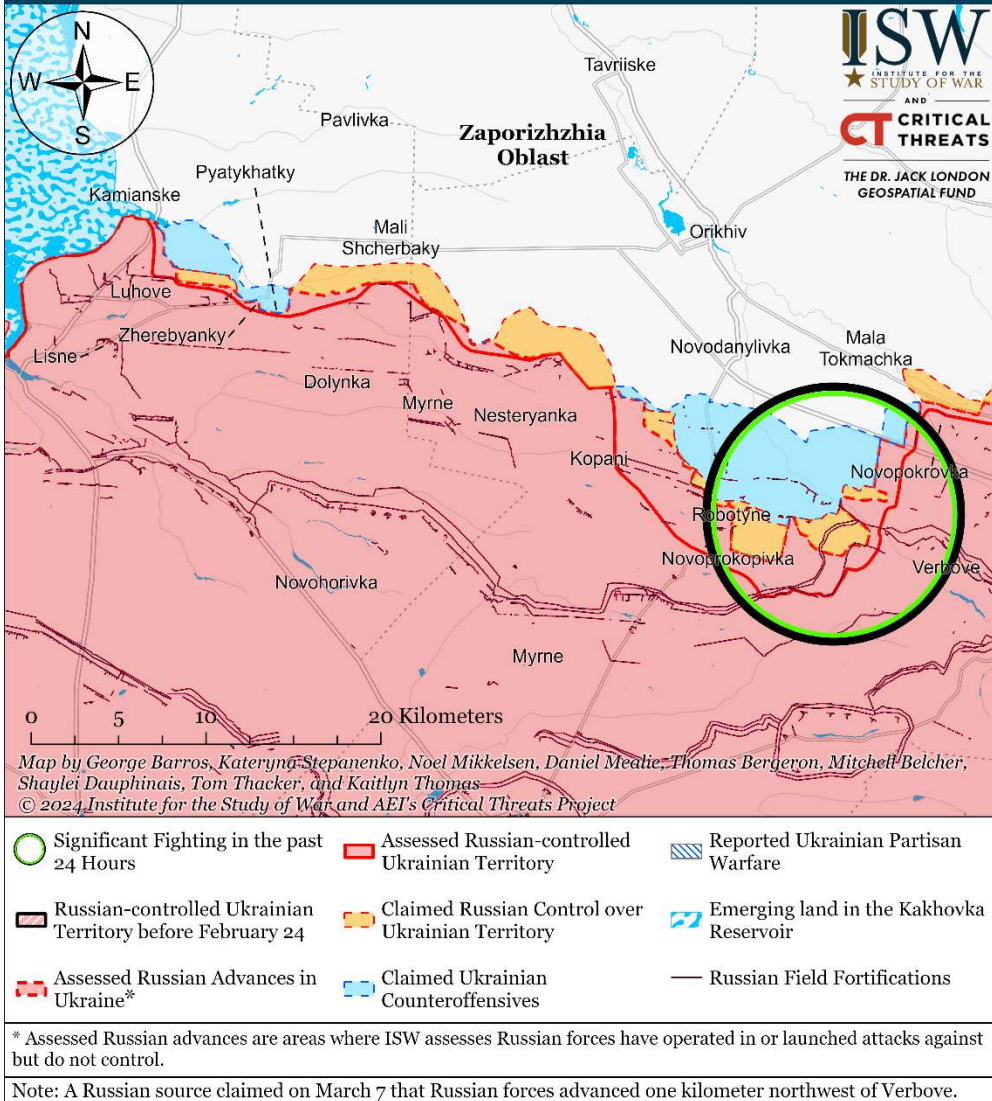 N
W E
S
ISW
INSTITUTE FOR THE
STUDY OF WAR
AND
CT CRITICAL
THREATS
THE DR. JACK LONDON
GEOSPATIAL FUND
Tavriiske
Pavlivka
Zaporizhzhia
Oblast
Pyatykhatky
Kamianske
Mali
Shcherbaky
Orikhiv
Luhove
Zherebyanky
Lisne
Novodanylivka
Mala
Tokmachka
Dolynka
Myrne
Nesteryanka
Kopani
Novopokrovka
Robotyne
Novoprokopivka
Verbove
Novohorivka
Myrne
0 5 10 20 Kilometers
Map by George Barros, Kateryna Stepanenko, Noel Mikkelsen, Daniel Mealie, Thomas Bergeron, Mitchell Belcher,
Shaylei Dauphinais, Tom Thacker, and Kaitlyn Thomas
© 2024 Institute for the Study of War and AEI's Critical Threats Project
Significant Fighting in the past
24 Hours
Russian-controlled Ukrainian
Territory before February 24
Assessed Russian Advances in
Ukraine*
Assessed Russian-controlled
Ukrainian Territory
Claimed Russian Control over
Ukrainian Territory
Claimed Ukrainian
Counteroffensives
Reported Ukrainian Partisan
Warfare
Emerging land in the Kakhovka
Reservoir
Russian Field Fortifications
* Assessed Russian advances are areas where ISW assesses Russian forces have operated in or launched attacks against
but do not control.
Note: A Russian source claimed on March 7 that Russian forces advanced one kilometer northwest of Verbove.